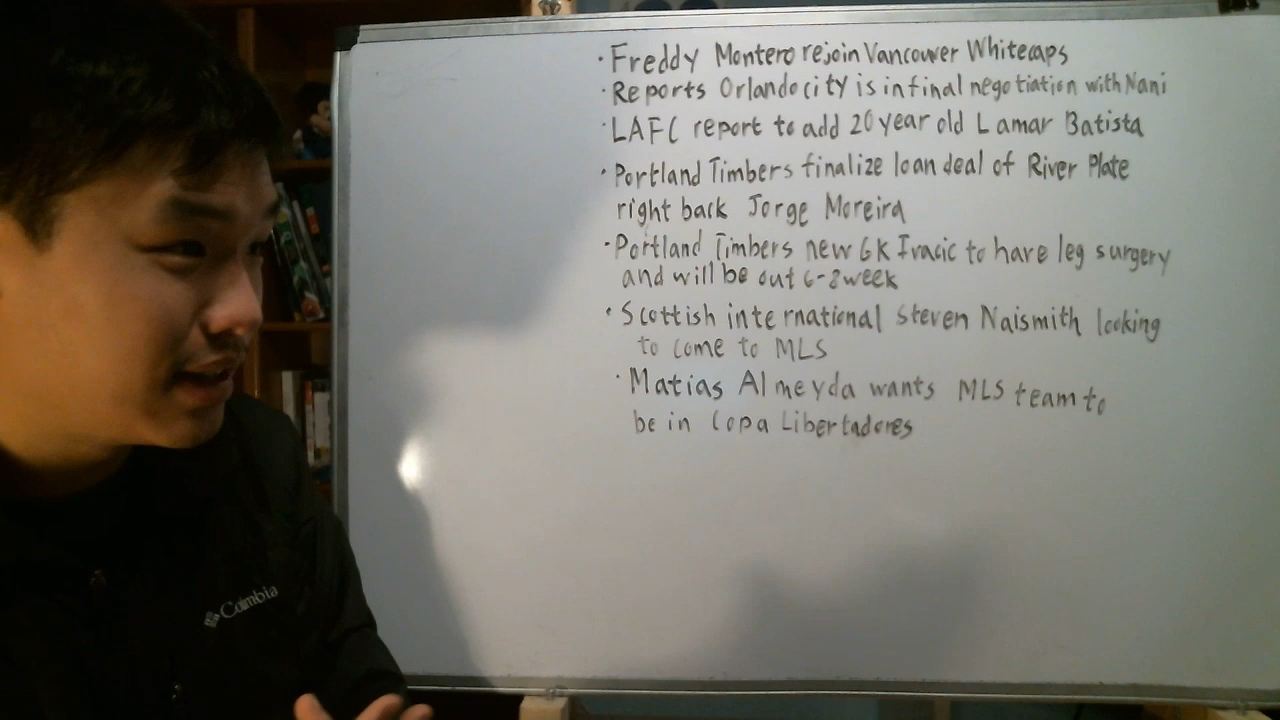 · Freddy Montero rejoin Vancouver Whitecaps
· Reports Orlando city is in final negotiation with Nani
· LAFC report to add 20 year old Lamar Batista
· Portland Timbers finalize loan deal of River Plate
right back Jorge Moreira
· Portland Timbers new GK Ivacic to have leg surgery
and will be out 6-8 week
· Scottish international steven Naismith looking
to come to MLS
· Matias Almeyda wants MLS team to
be in Copa Libertadores
Columbia